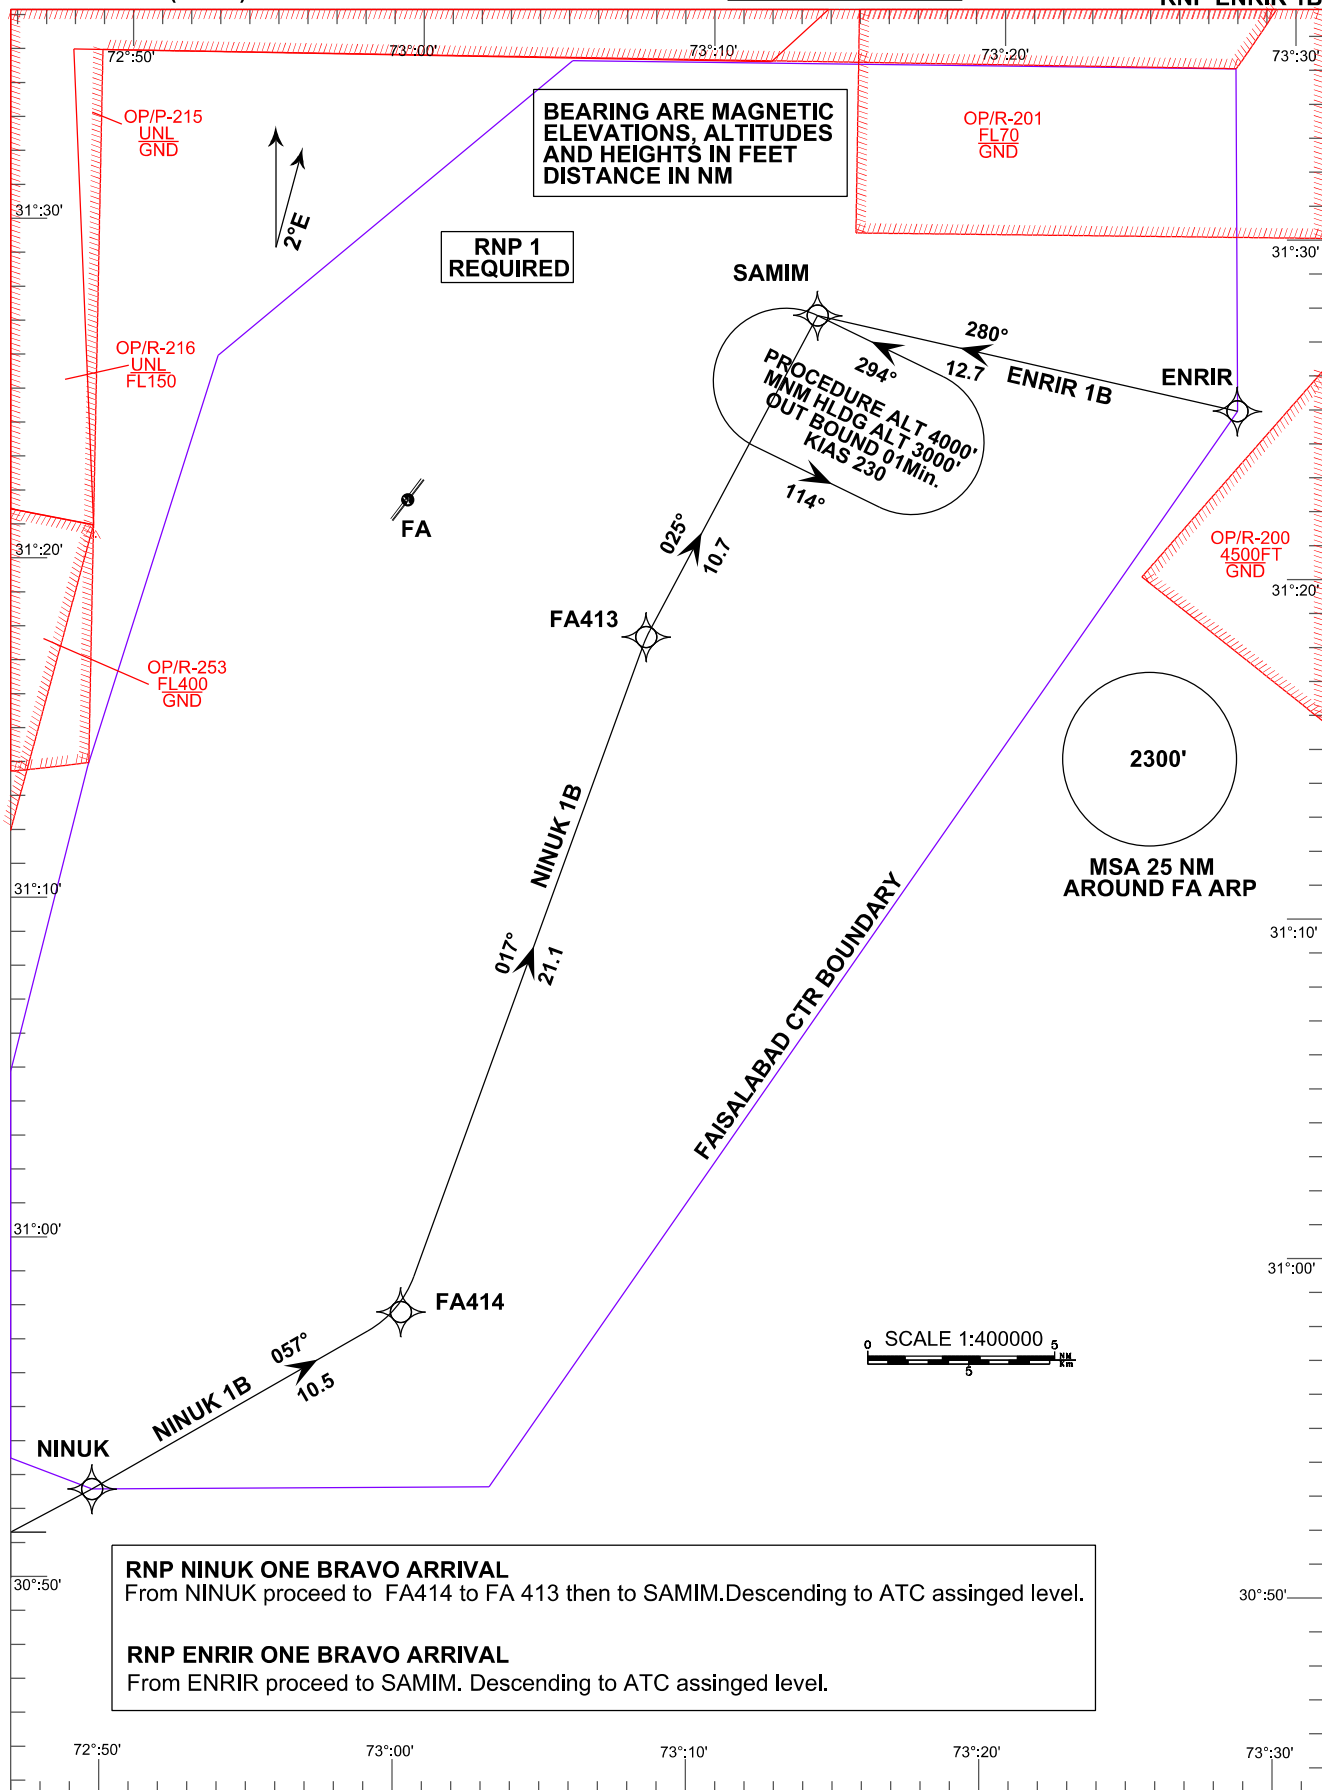 RNP ENRIR 1B
72°:50'
73°:00'
73°:10'
73°:20'
73°:30'
OP/P-215
UNL
GND
BEARING ARE MAGNETIC
ELEVATIONS, ALTITUDES
AND HEIGHTS IN FEET
DISTANCE IN NM
OP/R-201
FL70
GND
31°:30'
2°E
31°:30'
RNP 1
REQUIRED
SAMIM
280°
12.7
ENRIR 1B
ENRIR
OP/R-216
UNL
FL150
294°
PROCEDURE ALT 4000'
MNM HLDG ALT 3000'
OUT BOUND 01Min.
KIAS 230
114°
FA
025°
10.7
31°:20'
OP/R-200
4500FT
GND
31°:20'
FA413
OP/R-253
FL400
GND
2300'
MSA 25 NM
AROUND FA ARP
NINUK 1B
31°:10'
31°:10'
017°
21.1
FAISALABAD CTR BOUNDARY
31°:00'
31°:00'
FA414
SCALE 1:400000
0
5
NM
Km
5
057°
10.5
NINUK 1B
NINUK
RNP NINUK ONE BRAVO ARRIVAL
From NINUK proceed to FA414 to FA 413 then to SAMIM.Descending to ATC assinged level.
RNP ENRIR ONE BRAVO ARRIVAL
From ENRIR proceed to SAMIM. Descending to ATC assinged level.
30°:50'
30°:50'
72°:50'
73°:00'
73°:10'
73°:20'
73°:30'